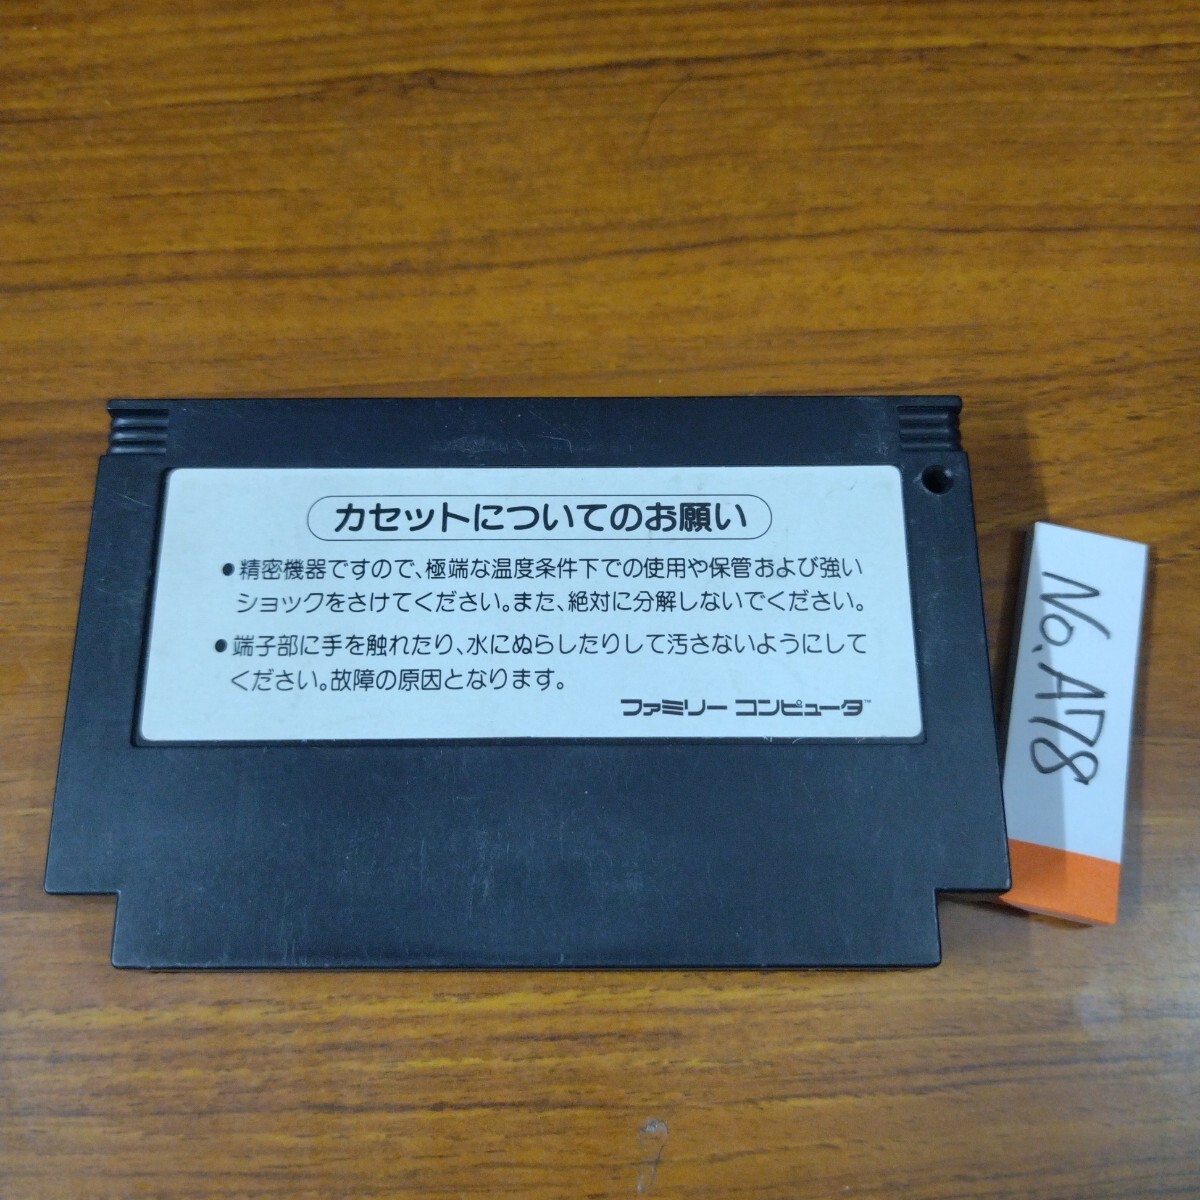 カセットについてのお願い
●精密機器ですので、極端な温度条件下での使用や保管および強い
ショックをさけてください。また、絶対に分解しないでください。
●端子部に手を触れたり、水にぬらしたりして汚さないようにして
ください。故障の原因となります。
ファミリー コンピュータ™
No.A78